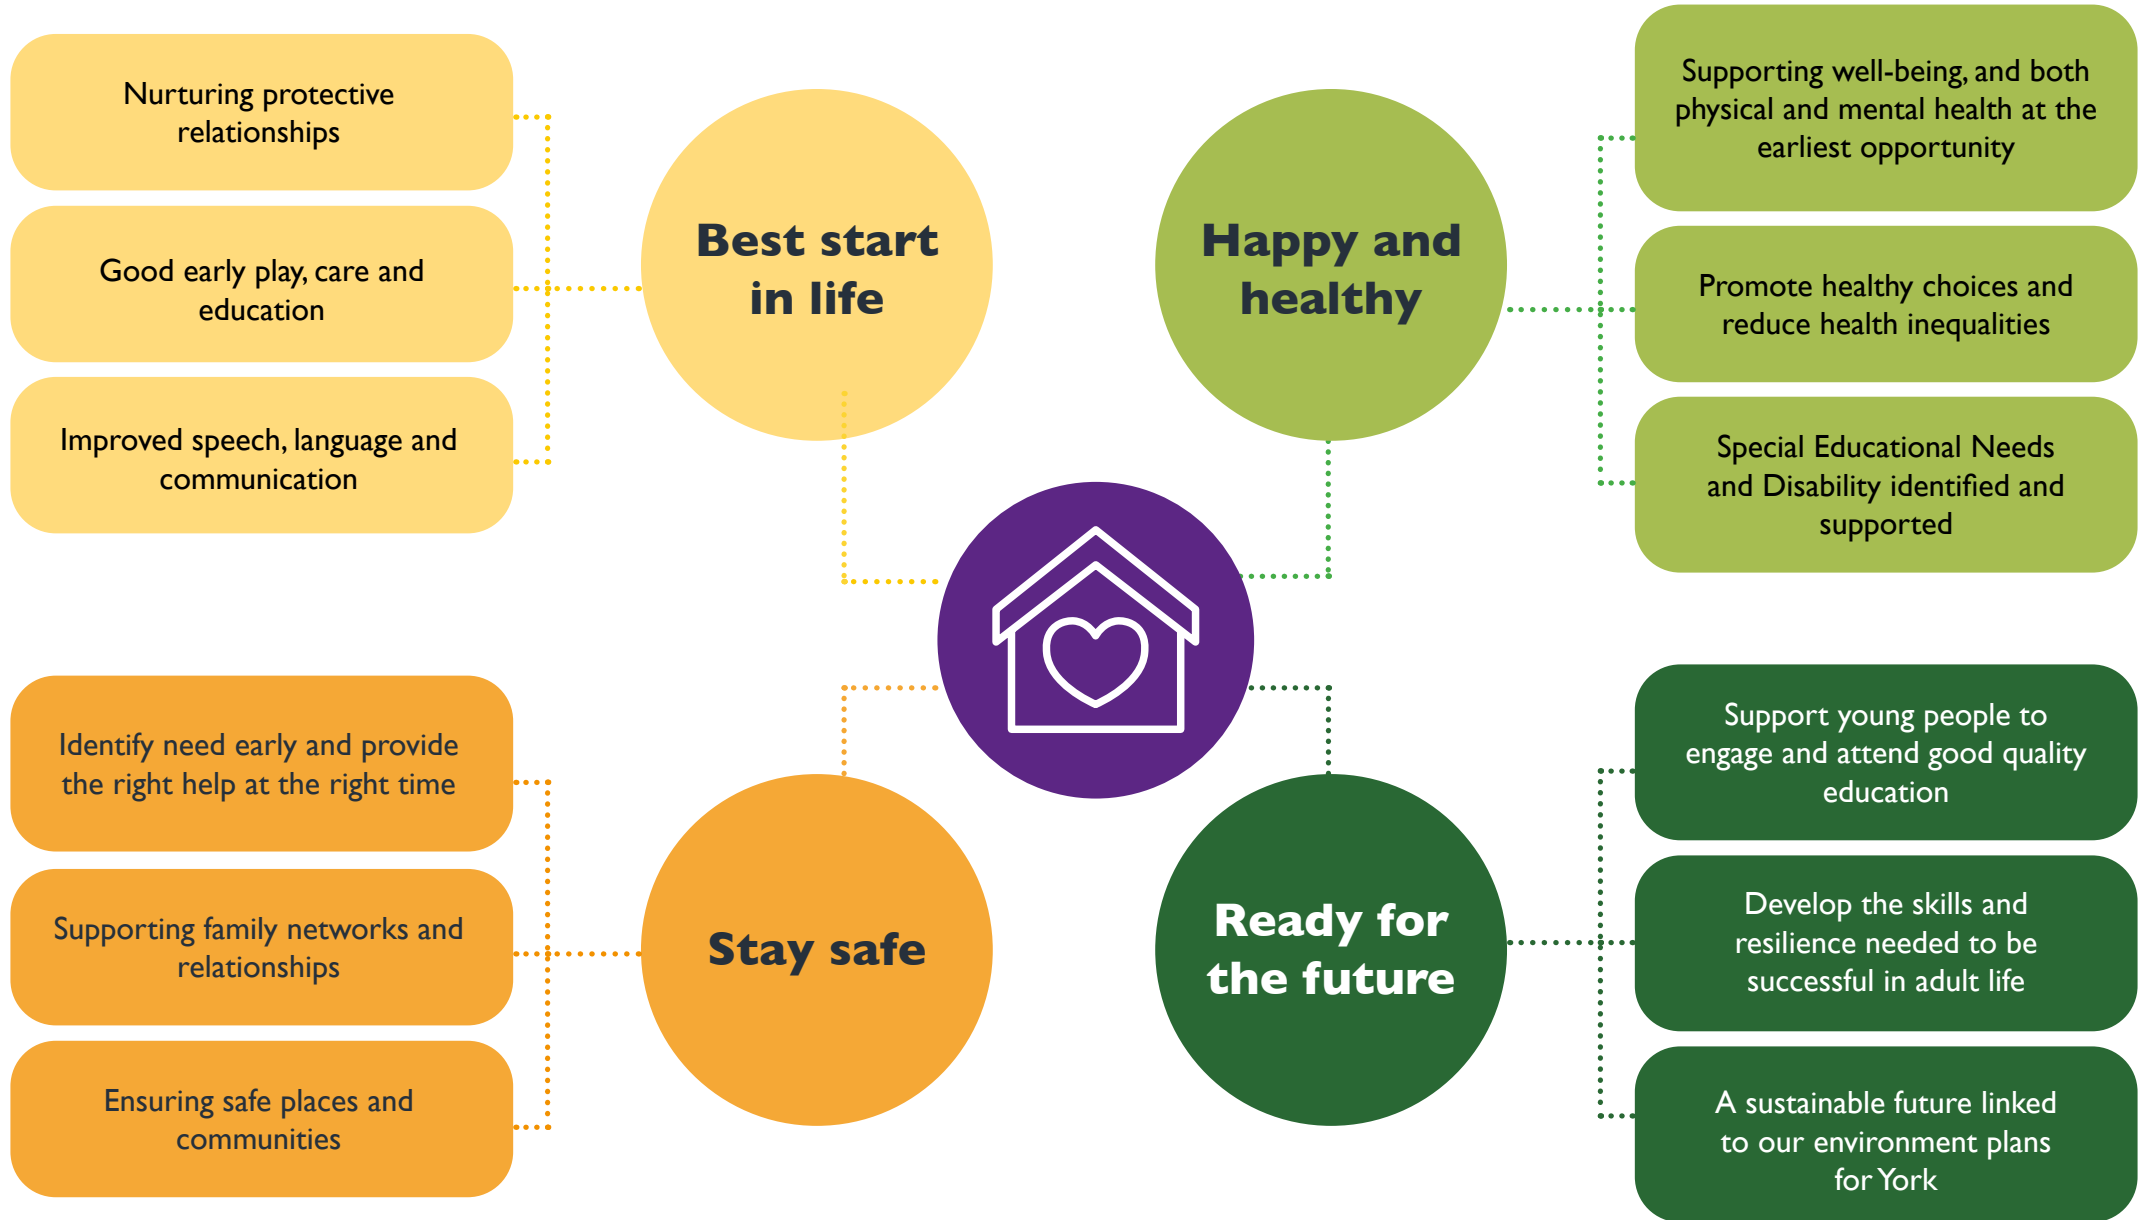 Nurturing protective
relationships
Good early play, care and
education
Improved speech, language and
communication
Best start
in life
Happy and
healthy
Supporting well-being, and both
physical and mental health at the
earliest opportunity
Promote healthy choices and
reduce health inequalities
Special Educational Needs
and Disability identified and
supported
Identify need early and provide
the right help at the right time
Supporting family networks and
relationships
Ensuring safe places and
communities
Stay safe
Ready for
the future
Support young people to
engage and attend good quality
education
Develop the skills and
resilience needed to be
successful in adult life
A sustainable future linked
to our environment plans
for York